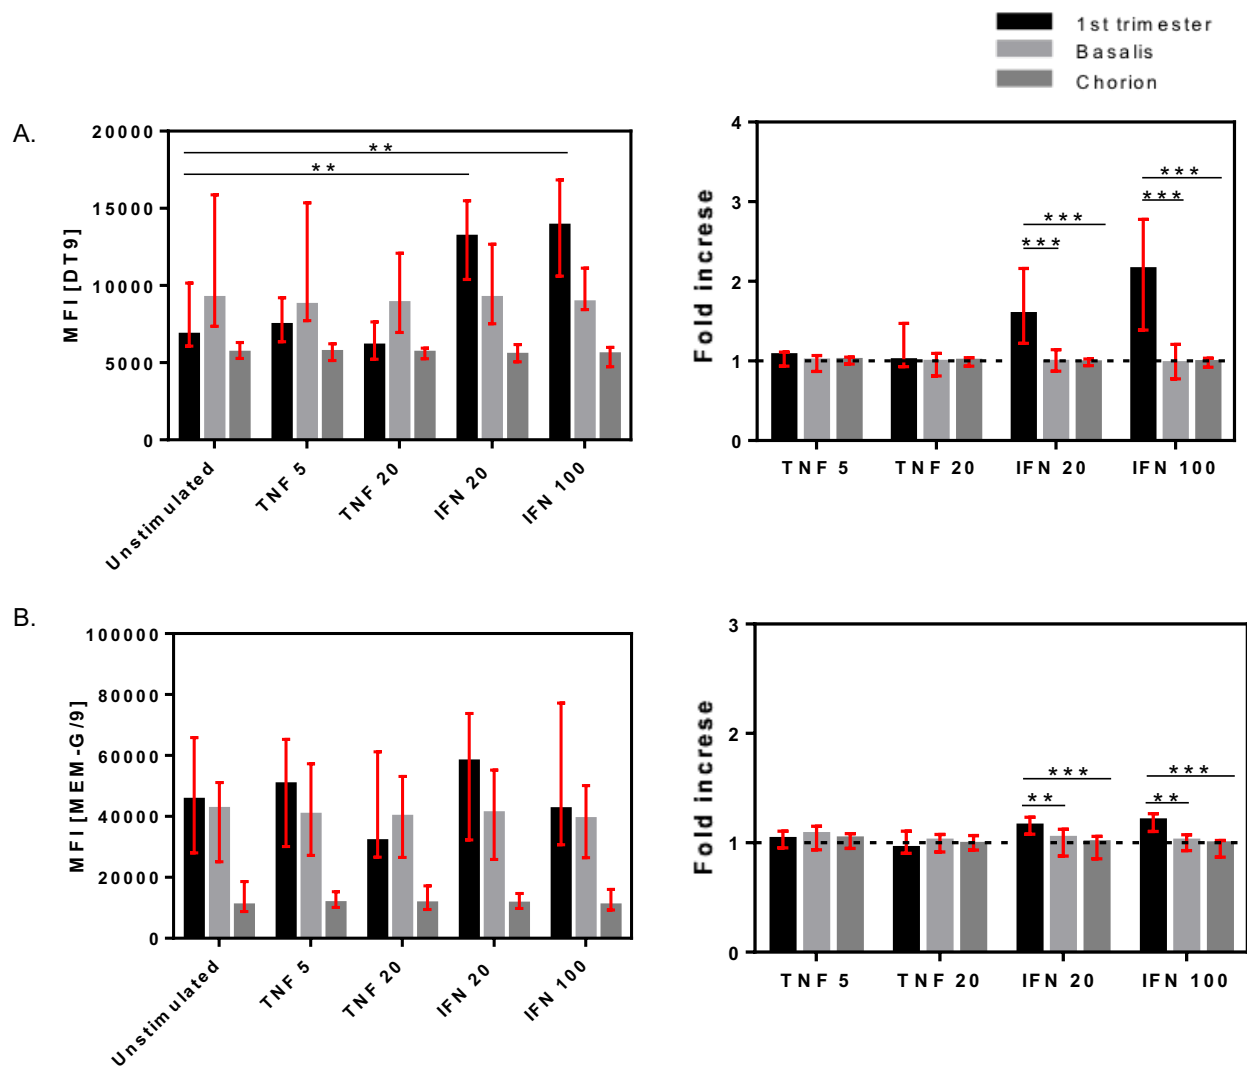 1st trimester
Basalis
Chorion
A.
MFI [DT9]
20000
15000
10000
5000
0
**
**
Unstimulated
TNF 5
TNF 20
IFN 20
IFN 100
Fold increse
4
3
2
1
0
***
***
***
***
TNF 5
TNF 20
IFN 20
IFN 100
B.
MFI [MEM-G/9]
100000
80000
60000
40000
20000
0
Unstimulated
TNF 5
TNF 20
IFN 20
IFN 100
Fold increse
3
2
1
0
***
**
***
**
TNF 5
TNF 20
IFN 20
IFN 100